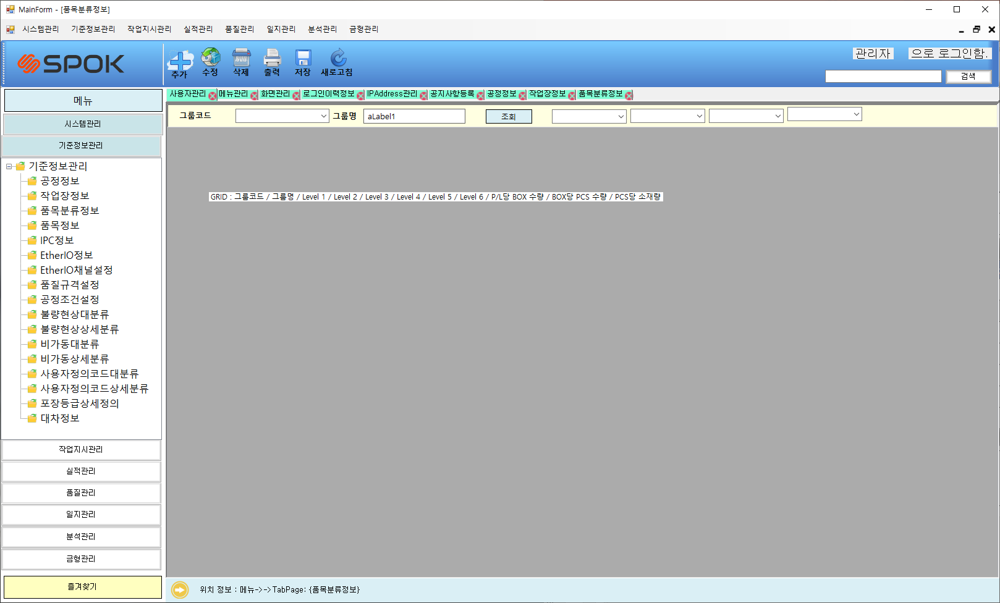 MainForm - [품목분류정보]
시스템관리 기준정보관리 작업지시관리 실적관리 품질관리 일지관리 분석관리 금형관리
SPOK
추가 수정 삭제 출력 저장 새로고침
관리자 으로 로그인함.
검색
메뉴
사용자관리 메뉴관리 화면관리 로그인이력정보 IPAddress관리 공지사항등록 공정정보 작업장정보 품목분류정보
그룹코드 그룹명 aLabel1 조회
시스템관리
기준정보관리
기준정보관리
공정정보
작업장정보
품목분류정보
품목정보
IPC정보
EtherIO정보
EtherIO채널설정
품질규격설정
공정조건설정
불량현상대분류
불량현상상세분류
비가동대분류
비가동상세분류
사용자정의코드대분류
사용자정의코드상세분류
포장등급상세정의
대차정보
GRID : 그룹코드 / 그룹명 / Level 1 / Level 2 / Level 3 / Level 4 / Level 5 / Level 6 / P/L당 BOX 수량 / BOX당 PCS 수량 / PCS당 소재량
작업지시관리
실적관리
품질관리
일지관리
분석관리
금형관리
즐겨찾기
위치 정보 : 메뉴->->TabPage: {품목분류정보}